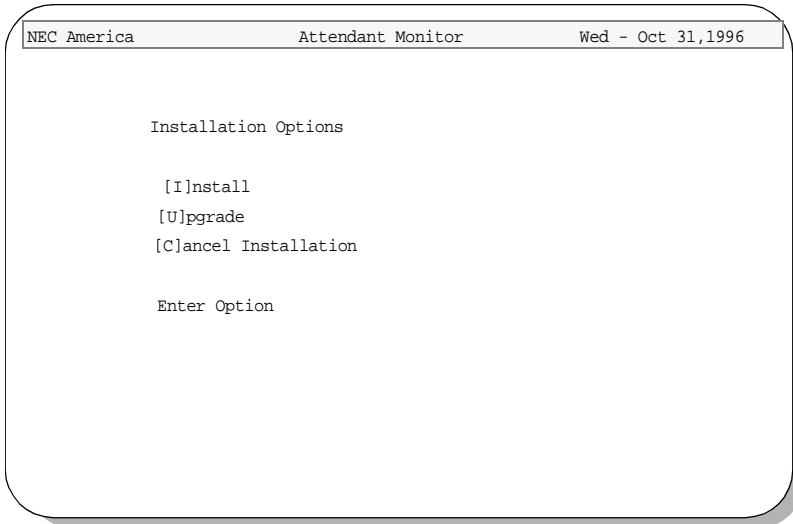 NEC America Attendant Monitor Wed - Oct 31,1996
Installation Options
[I]nstall
[U]pgrade
[C]ancel Installation
Enter Option